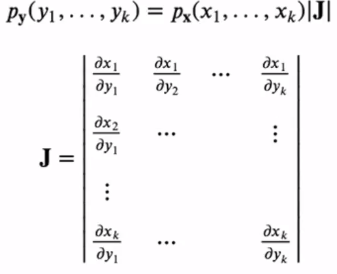 p_y(y_1, . . . , y_k) = p_x(x_1, . . . , x_k)|J|
∂x_1/∂y_1 ∂x_1/∂y_2 ⋯ ∂x_1/∂y_k
∂x_2/∂y_1 ⋯ ⋮
J =
⋮
∂x_k/∂y_1 ⋯ ∂x_k/∂y_k